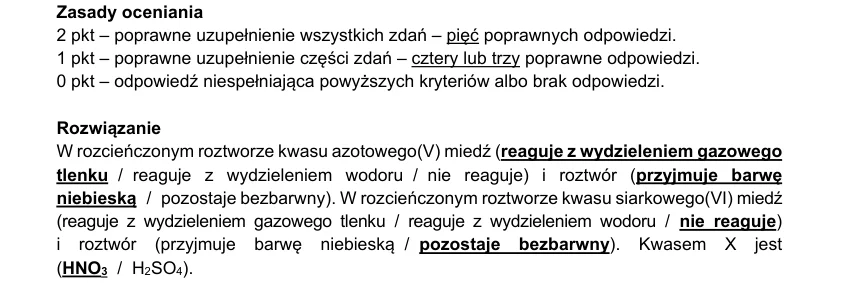 Zasady oceniania
2 pkt – poprawne uzupełnienie wszystkich zdań – pięć poprawnych odpowiedzi.
1 pkt – poprawne uzupełnienie części zdań – cztery lub trzy poprawne odpowiedzi.
0 pkt – odpowiedź niespełniająca powyższych kryteriów albo brak odpowiedzi.
Rozwiązanie
W rozcieńczonym roztworze kwasu azotowego(V) miedź (reaguje z wydzieleniem gazowego
tlenku / reaguje z wydzieleniem wodoru / nie reaguje) i roztwór (przyjmuje barwę
niebieską / pozostaje bezbarwny). W rozcieńczonym roztworze kwasu siarkowego(VI) miedź
(reaguje z wydzieleniem gazowego tlenku / reaguje z wydzieleniem wodoru / nie reaguje)
i roztwór (przyjmuje barwę niebieską / pozostaje bezbarwny). Kwasem X jest
(HNO₃ / H₂SO₄).